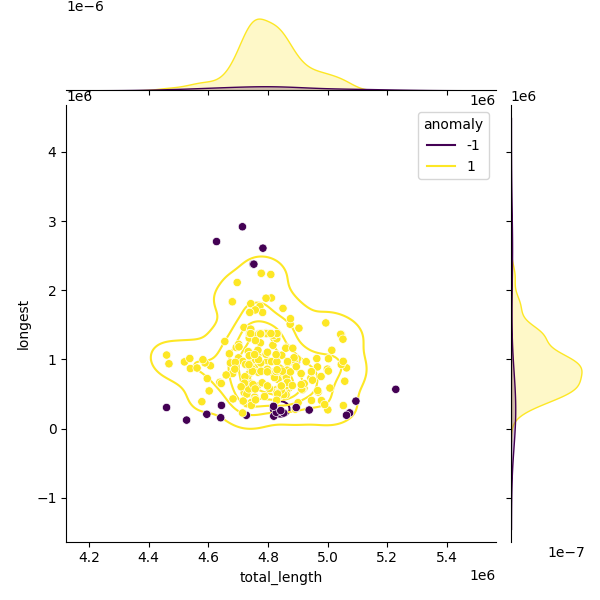 1e−6
1e6
1e6
1e6
anomaly
-1
1
4
3
2
1
0
−1
longest
4.2
4.4
4.6
4.8
5.0
5.2
5.4
total_length
1e6
1e−7